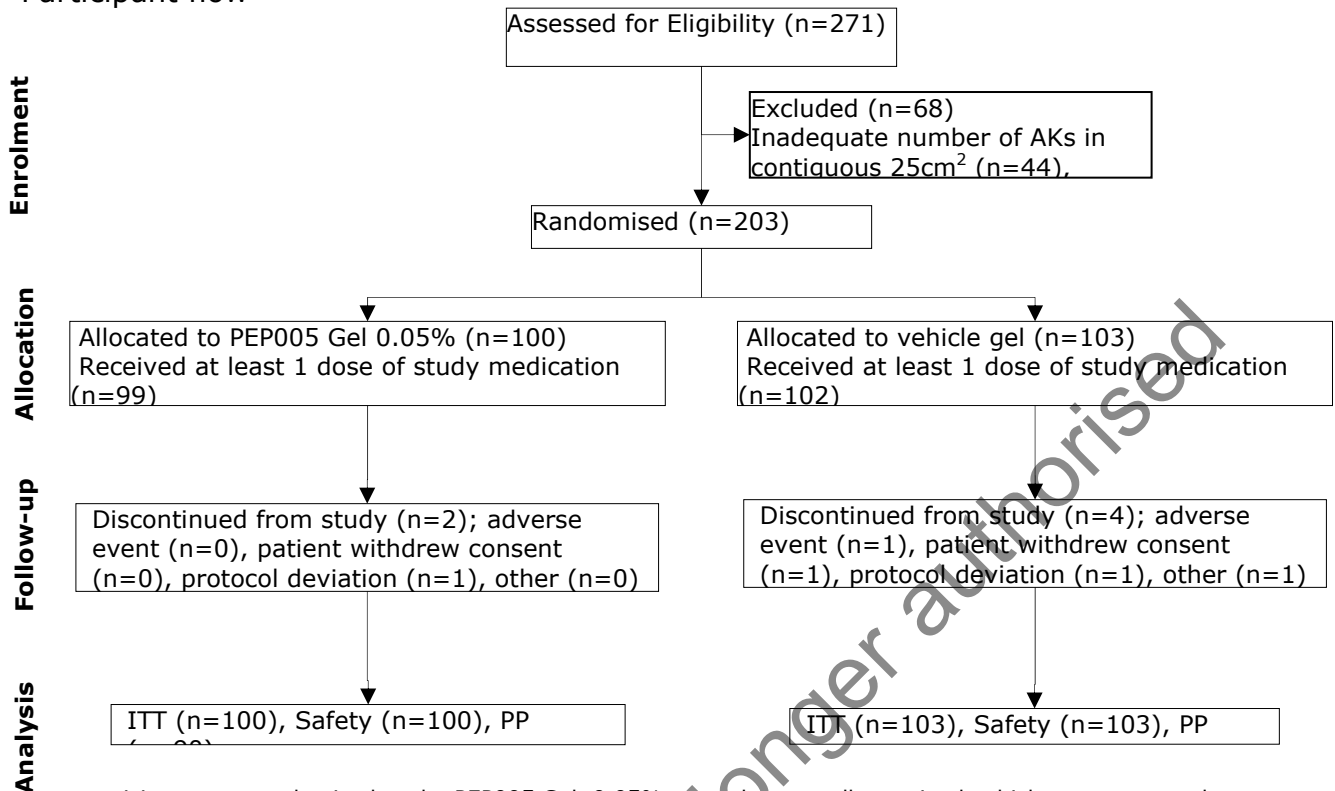 Participant flow
Assessed for Eligibility (n=271)
Enrolment
Excluded (n=68)
Inadequate number of AKs in
contiguous 25cm² (n=44),
Randomised (n=203)
Allocation
Allocated to PEP005 Gel 0.05% (n=100)
Received at least 1 dose of study medication
(n=99)
Allocated to vehicle gel (n=103)
Received at least 1 dose of study medication
(n=102)
Follow-up
Discontinued from study (n=2); adverse
event (n=0), patient withdrew consent
(n=0), protocol deviation (n=1), other (n=0)
Discontinued from study (n=4); adverse
event (n=1), patient withdrew consent
(n=1), protocol deviation (n=1), other (n=1)
Analysis
ITT (n=100), Safety (n=100), PP
ITT (n=103), Safety (n=103), PP
longer authorised